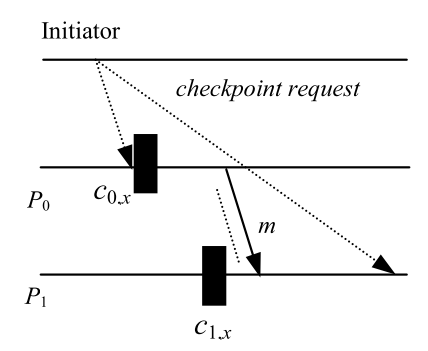 Initiator
checkpoint request
c0,x
P0
m
P1
c1,x